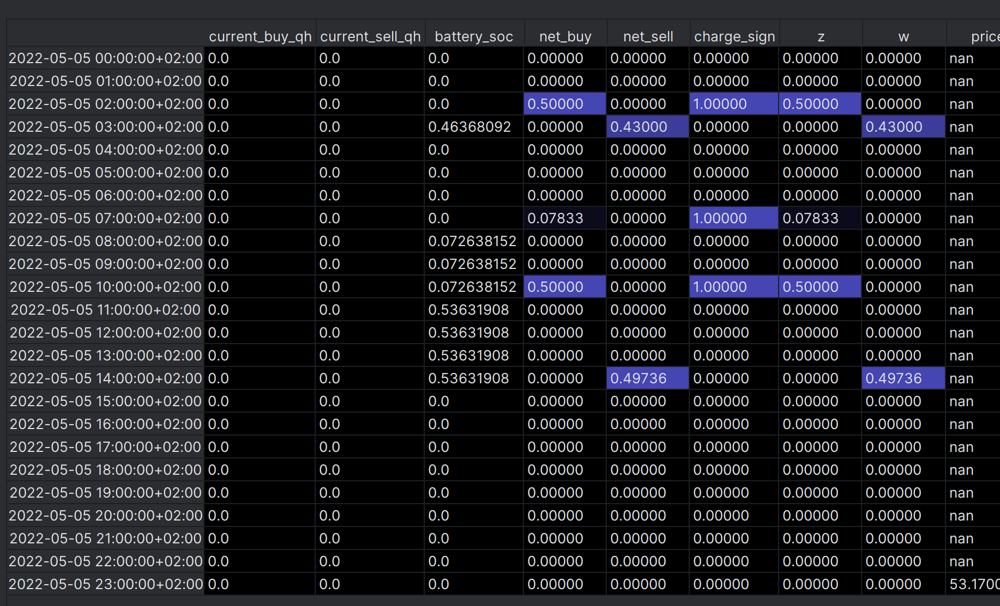 current_buy_qh current_sell_qh battery_soc net_buy net_sell charge_sign z w price
2022-05-05 00:00:00+02:00 0.0 0.0 0.0 0.00000 0.00000 0.00000 0.00000 0.00000 nan
2022-05-05 01:00:00+02:00 0.0 0.0 0.0 0.00000 0.00000 0.00000 0.00000 0.00000 nan
2022-05-05 02:00:00+02:00 0.0 0.0 0.0 0.50000 0.00000 1.00000 0.50000 0.00000 nan
2022-05-05 03:00:00+02:00 0.0 0.0 0.46368092 0.00000 0.43000 0.00000 0.00000 0.43000 nan
2022-05-05 04:00:00+02:00 0.0 0.0 0.0 0.00000 0.00000 0.00000 0.00000 0.00000 nan
2022-05-05 05:00:00+02:00 0.0 0.0 0.0 0.00000 0.00000 0.00000 0.00000 0.00000 nan
2022-05-05 06:00:00+02:00 0.0 0.0 0.0 0.00000 0.00000 0.00000 0.00000 0.00000 nan
2022-05-05 07:00:00+02:00 0.0 0.0 0.0 0.07833 0.00000 1.00000 0.07833 0.00000 nan
2022-05-05 08:00:00+02:00 0.0 0.0 0.072638152 0.00000 0.00000 0.00000 0.00000 0.00000 nan
2022-05-05 09:00:00+02:00 0.0 0.0 0.072638152 0.00000 0.00000 0.00000 0.00000 0.00000 nan
2022-05-05 10:00:00+02:00 0.0 0.0 0.072638152 0.50000 0.00000 1.00000 0.50000 0.00000 nan
2022-05-05 11:00:00+02:00 0.0 0.0 0.53631908 0.00000 0.00000 0.00000 0.00000 0.00000 nan
2022-05-05 12:00:00+02:00 0.0 0.0 0.53631908 0.00000 0.00000 0.00000 0.00000 0.00000 nan
2022-05-05 13:00:00+02:00 0.0 0.0 0.53631908 0.00000 0.00000 0.00000 0.00000 0.00000 nan
2022-05-05 14:00:00+02:00 0.0 0.0 0.53631908 0.00000 0.49736 0.00000 0.00000 0.49736 nan
2022-05-05 15:00:00+02:00 0.0 0.0 0.0 0.00000 0.00000 0.00000 0.00000 0.00000 nan
2022-05-05 16:00:00+02:00 0.0 0.0 0.0 0.00000 0.00000 0.00000 0.00000 0.00000 nan
2022-05-05 17:00:00+02:00 0.0 0.0 0.0 0.00000 0.00000 0.00000 0.00000 0.00000 nan
2022-05-05 18:00:00+02:00 0.0 0.0 0.0 0.00000 0.00000 0.00000 0.00000 0.00000 nan
2022-05-05 19:00:00+02:00 0.0 0.0 0.0 0.00000 0.00000 0.00000 0.00000 0.00000 nan
2022-05-05 20:00:00+02:00 0.0 0.0 0.0 0.00000 0.00000 0.00000 0.00000 0.00000 nan
2022-05-05 21:00:00+02:00 0.0 0.0 0.0 0.00000 0.00000 0.00000 0.00000 0.00000 nan
2022-05-05 22:00:00+02:00 0.0 0.0 0.0 0.00000 0.00000 0.00000 0.00000 0.00000 nan
2022-05-05 23:00:00+02:00 0.0 0.0 0.0 0.00000 0.00000 0.00000 0.00000 0.00000 53.1700